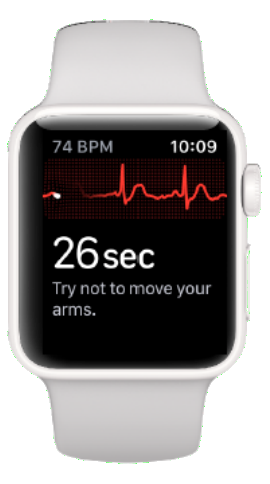 74 BPM 10:09
26sec
Try not to move your
arms.